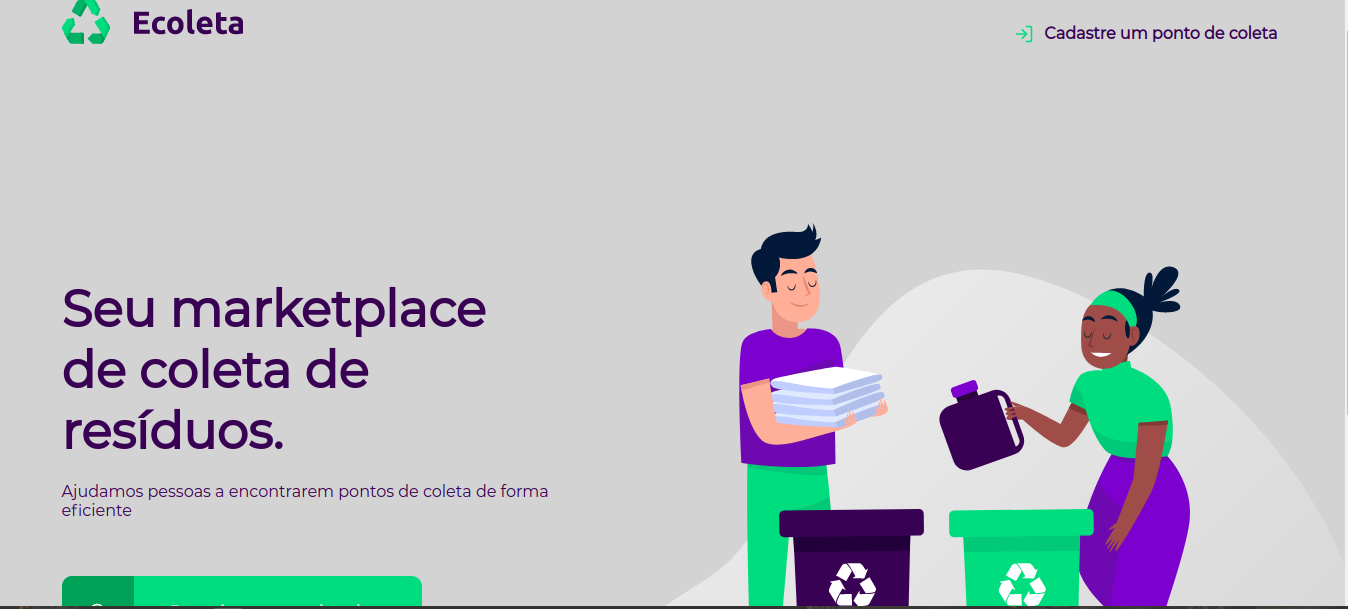 Ecoleta
Cadastre um ponto de coleta
Seu marketplace
de coleta de
resíduos.
Ajudamos pessoas a encontrarem pontos de coleta de forma
eficiente